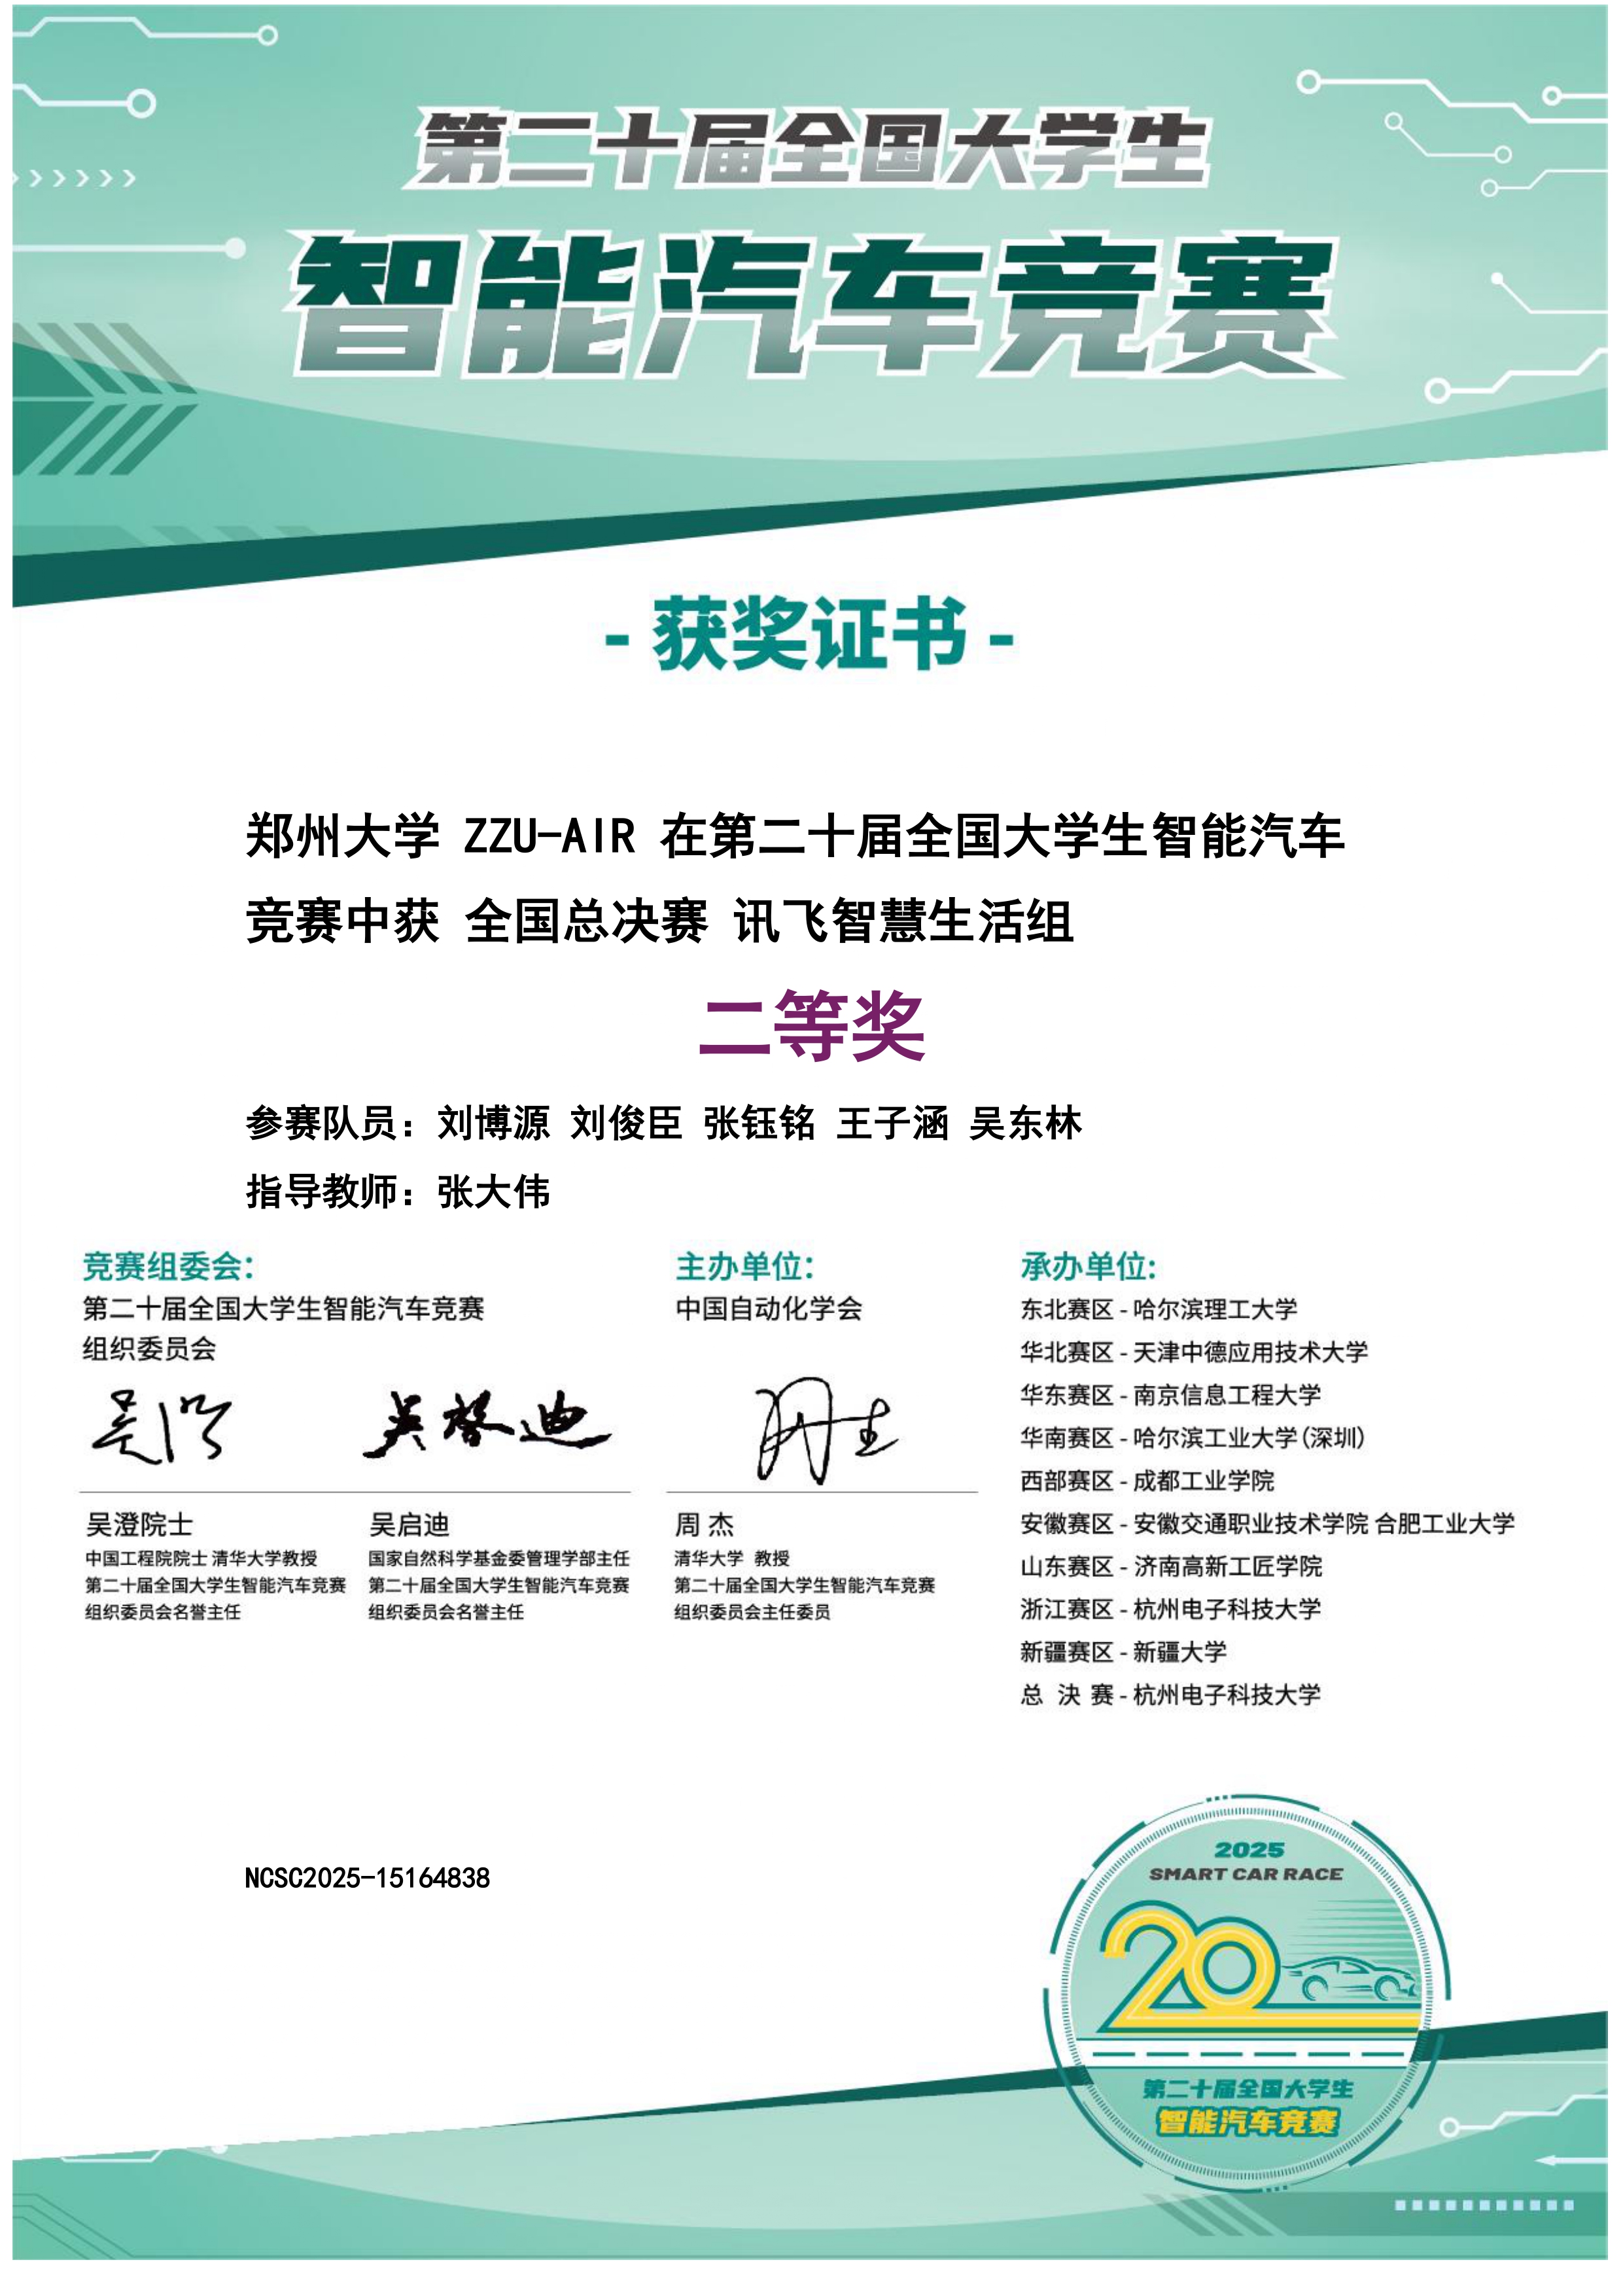 第二十届全国大学生
智能汽车竞赛
- 获奖证书 -
郑州大学 ZZU-AIR 在第二十届全国大学生智能汽车
竞赛中获 全国总决赛 讯飞智慧生活组
二等奖
参赛队员：刘博源 刘俊臣 张钰铭 王子涵 吴东林
指导教师：张大伟
竞赛组委会：
第二十届全国大学生智能汽车竞赛
组织委员会
吴澄
吴启迪
吴澄院士
中国工程院院士 清华大学教授
第二十届全国大学生智能汽车竞赛
组织委员会名誉主任
吴启迪
国家自然科学基金委管理学部主任
第二十届全国大学生智能汽车竞赛
组织委员会名誉主任
主办单位：
中国自动化学会
周 杰
清华大学 教授
第二十届全国大学生智能汽车竞赛
组织委员会主任委员
承办单位：
东北赛区 - 哈尔滨理工大学
华北赛区 - 天津中德应用技术大学
华东赛区 - 南京信息工程大学
华南赛区 - 哈尔滨工业大学(深圳)
西部赛区 - 成都工业学院
安徽赛区 - 安徽交通职业技术学院 合肥工业大学
山东赛区 - 济南高新工匠学院
浙江赛区 - 杭州电子科技大学
新疆赛区 - 新疆大学
总 决 赛 - 杭州电子科技大学
NCSC2025-15164838
2025
SMART CAR RACE
20
第二十届全国大学生
智能汽车竞赛